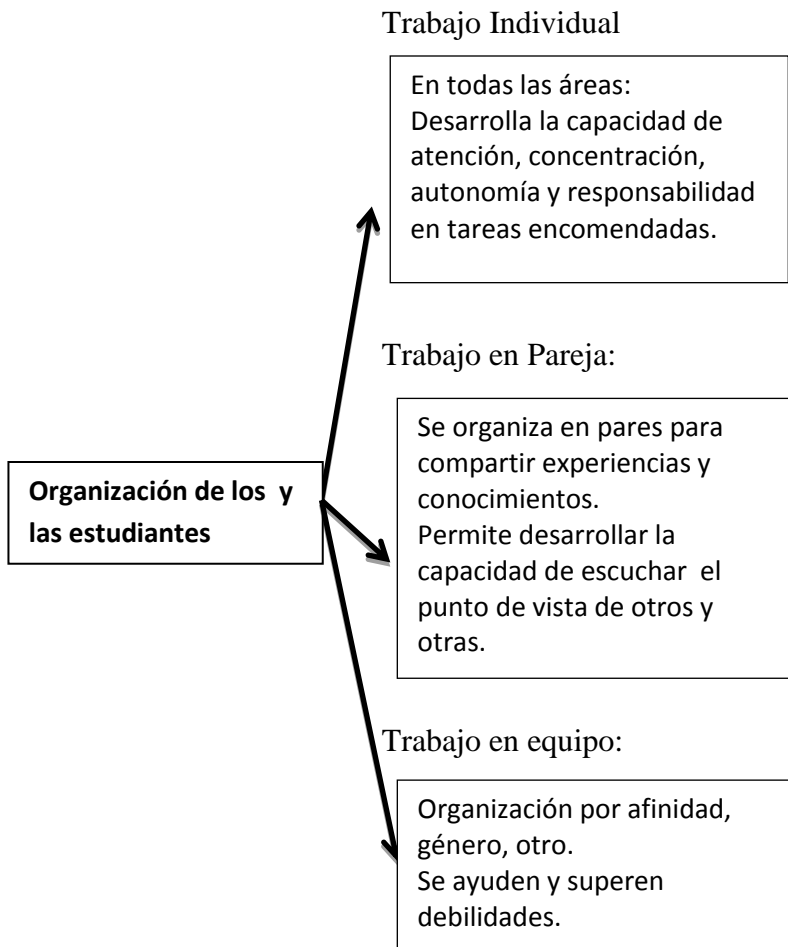 Trabajo Individual
En todas las áreas:
Desarrolla la capacidad de
atención, concentración,
autonomía y responsabilidad
en tareas encomendadas.
Trabajo en Pareja:
Se organiza en pares para
compartir experiencias y
conocimientos.
Permite desarrollar la
capacidad de escuchar  el
punto de vista de otros y
otras.
Organización de los  y
las estudiantes
Trabajo en equipo:
Organización por afinidad,
género, otro.
Se ayuden y superen
debilidades.